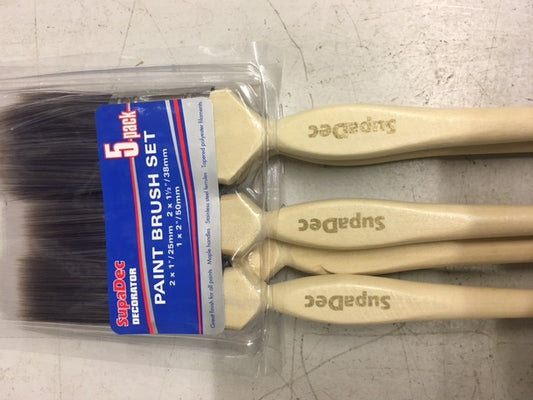 SupaDec
DECORATOR
5-pack
PAINT BRUSH SET
2 x 1"/25mm 2 x 1½"/38mm
1 x 2"/50mm
Great finish for all paints Maple handles Stainless steel ferrules Tapered polyester filaments
SupaDec
SupaDec
SupaDec